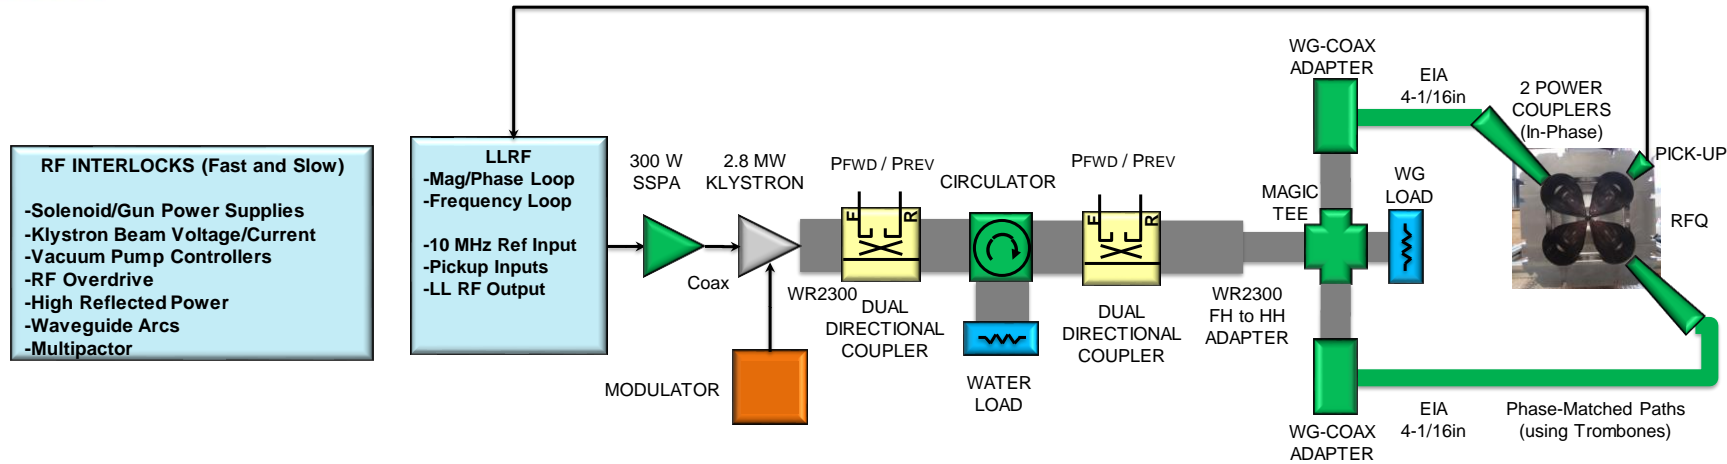 RF INTERLOCKS (Fast and Slow)
-Solenoid/Gun Power Supplies
-Klystron Beam Voltage/Current
-Vacuum Pump Controllers
-RF Overdrive
-High Reflected Power
-Waveguide Arcs
-Multipactor
LLRF
-Mag/Phase Loop
-Frequency Loop
-10 MHz Ref Input
-Pickup Inputs
-LL RF Output
300 W
SSPA
2.8 MW
KLYSTRON
Coax
MODULATOR
PFWD / PREV
F
R
WR2300
DUAL
DIRECTIONAL
COUPLER
CIRCULATOR
WATER
LOAD
PFWD / PREV
F
R
DUAL
DIRECTIONAL
COUPLER
WR2300
FH to HH
ADAPTER
WG-COAX
ADAPTER
MAGIC
TEE
WG
LOAD
WG-COAX
ADAPTER
EIA
4-1/16in
2 POWER
COUPLERS
(In-Phase)
PICK-UP
RFQ
EIA
4-1/16in
Phase-Matched Paths
(using Trombones)